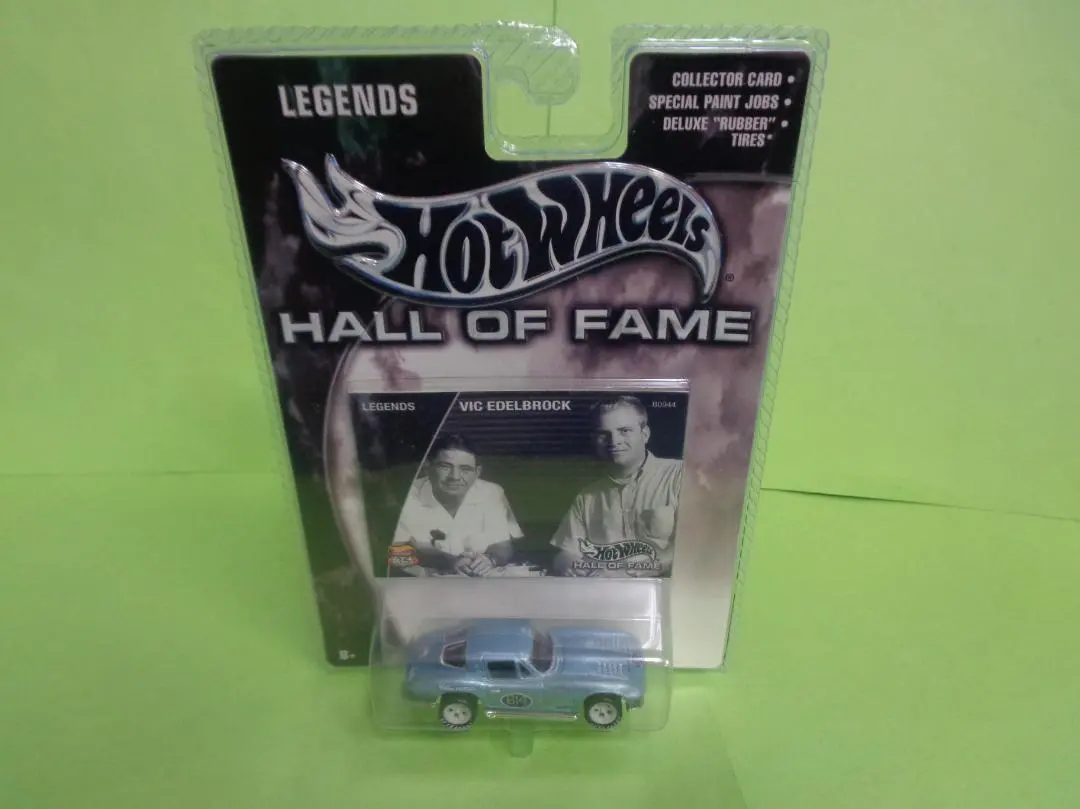 LEGENDS
COLLECTOR CARD •
SPECIAL PAINT JOBS •
DELUXE "RUBBER" •
TIRES*
HOT WHEELS
®
HALL OF FAME
LEGENDS
VIC EDELBROCK
B0944
HOT WHEELS
HALL OF FAME
8+